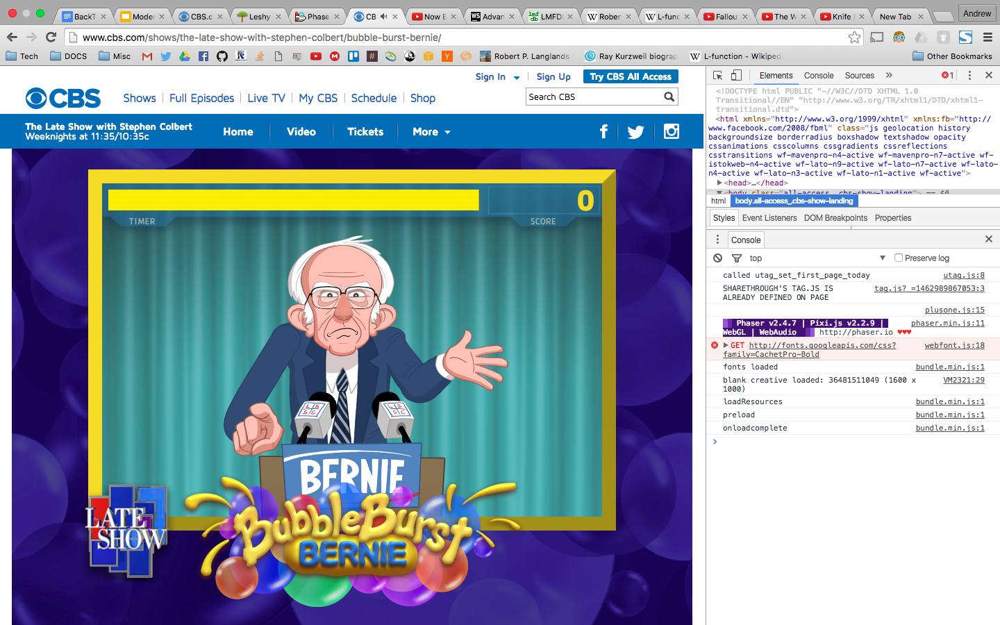 BackT
Moder
CBS.c
Leshy
Phase
CB
Now E
Advan
LMFD
Rober
L-func
Fallou
The W
Knife
New Tab
Andrew
www.cbs.com/shows/the-late-show-with-stephen-colbert/bubble-burst-bernie/
Tech
DOCS
Misc
Robert P. Langlands
Ray Kurzweil biograp
L-function - Wikiped
Other Bookmarks
Sign In
Sign Up
Try CBS All Access
CBS
Shows
Full Episodes
Live TV
My CBS
Schedule
Shop
Search CBS
The Late Show with Stephen Colbert
Weeknights at 11:35/10:35c
Home
Video
Tickets
More
0
TIMER
SCORE
L S
S C
L S
S C
BERNIE
LATE
SHOW
BubbleBurst
BERNIE
Elements
Console
Sources
»
1
<!DOCTYPE html PUBLIC "-//W3C//DTD XHTML 1.0
Transitional//EN" "http://www.w3.org/TR/xhtml1/DTD/xhtml1-
transitional.dtd">
<html xmlns="http://www.w3.org/1999/xhtml" xmlns:fb="http://
www.facebook.com/2008/fbml" class="js geolocation history
backgroundsize borderradius boxshadow textshadow opacity
cssanimations csscolumns cssgradients cssreflections
csstransitions wf-mavenpro-n4-active wf-mavenpro-n7-active wf-
istokweb-n4-active wf-lato-n9-active wf-lato-n7-active wf-lato-
n4-active wf-lato-n3-active wf-lato-n1-active wf-active">
<head>…</head>
<body class="all-access_ cbs-show-landing"> == $0
html
body.all-access_.cbs-show-landing
Styles
Event Listeners
DOM Breakpoints
Properties
Console
top
Preserve log
called utag_set_first_page_today
utag.js:8
SHARETHROUGH'S TAG.JS IS
tag.js?_=1462989867053:3
ALREADY DEFINED ON PAGE
plusone.js:15
Phaser v2.4.7 | Pixi.js v2.2.9 |
phaser.min.js:11
WebGL | WebAudio
http://phaser.io ♥♥♥
GET http://fonts.googleapis.com/css?
webfont.js:18
family=CachetPro-Bold
fonts loaded
bundle.min.js:1
blank creative loaded: 36481511049 (1600 x
VM2321:29
1000)
loadResources
bundle.min.js:1
preload
bundle.min.js:1
onloadcomplete
bundle.min.js:1